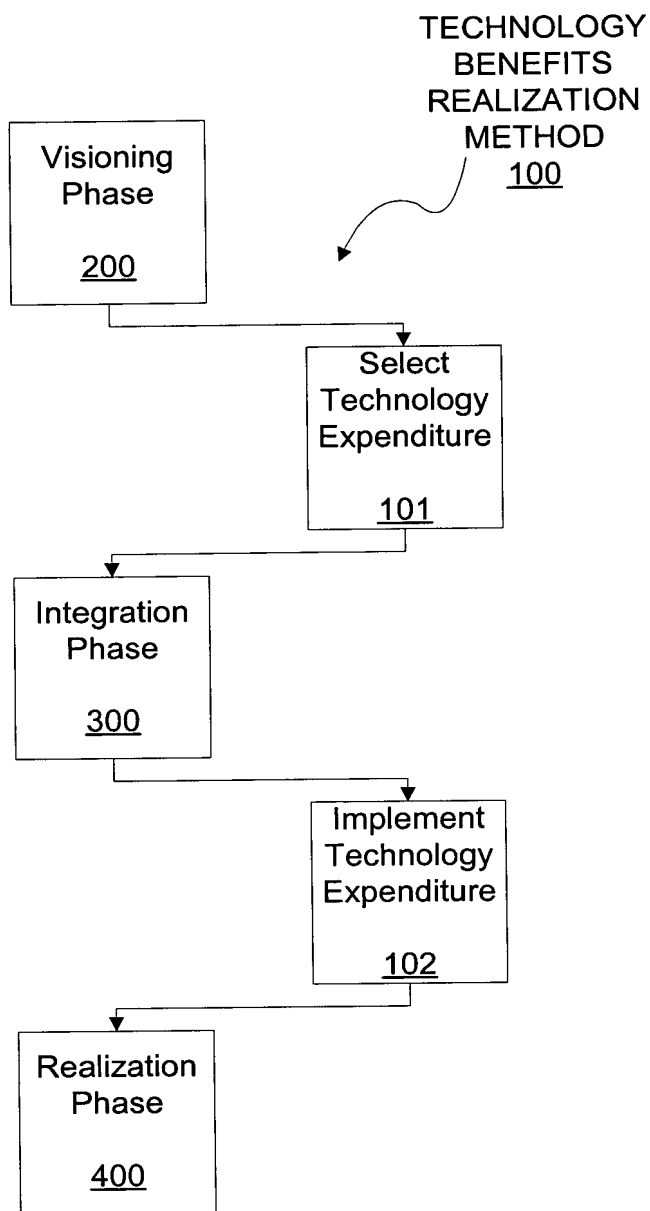 TECHNOLOGY
BENEFITS
REALIZATION
METHOD
100
Visioning
Phase
200
Select
Technology
Expenditure
101
Integration
Phase
300
Implement
Technology
Expenditure
102
Realization
Phase
400